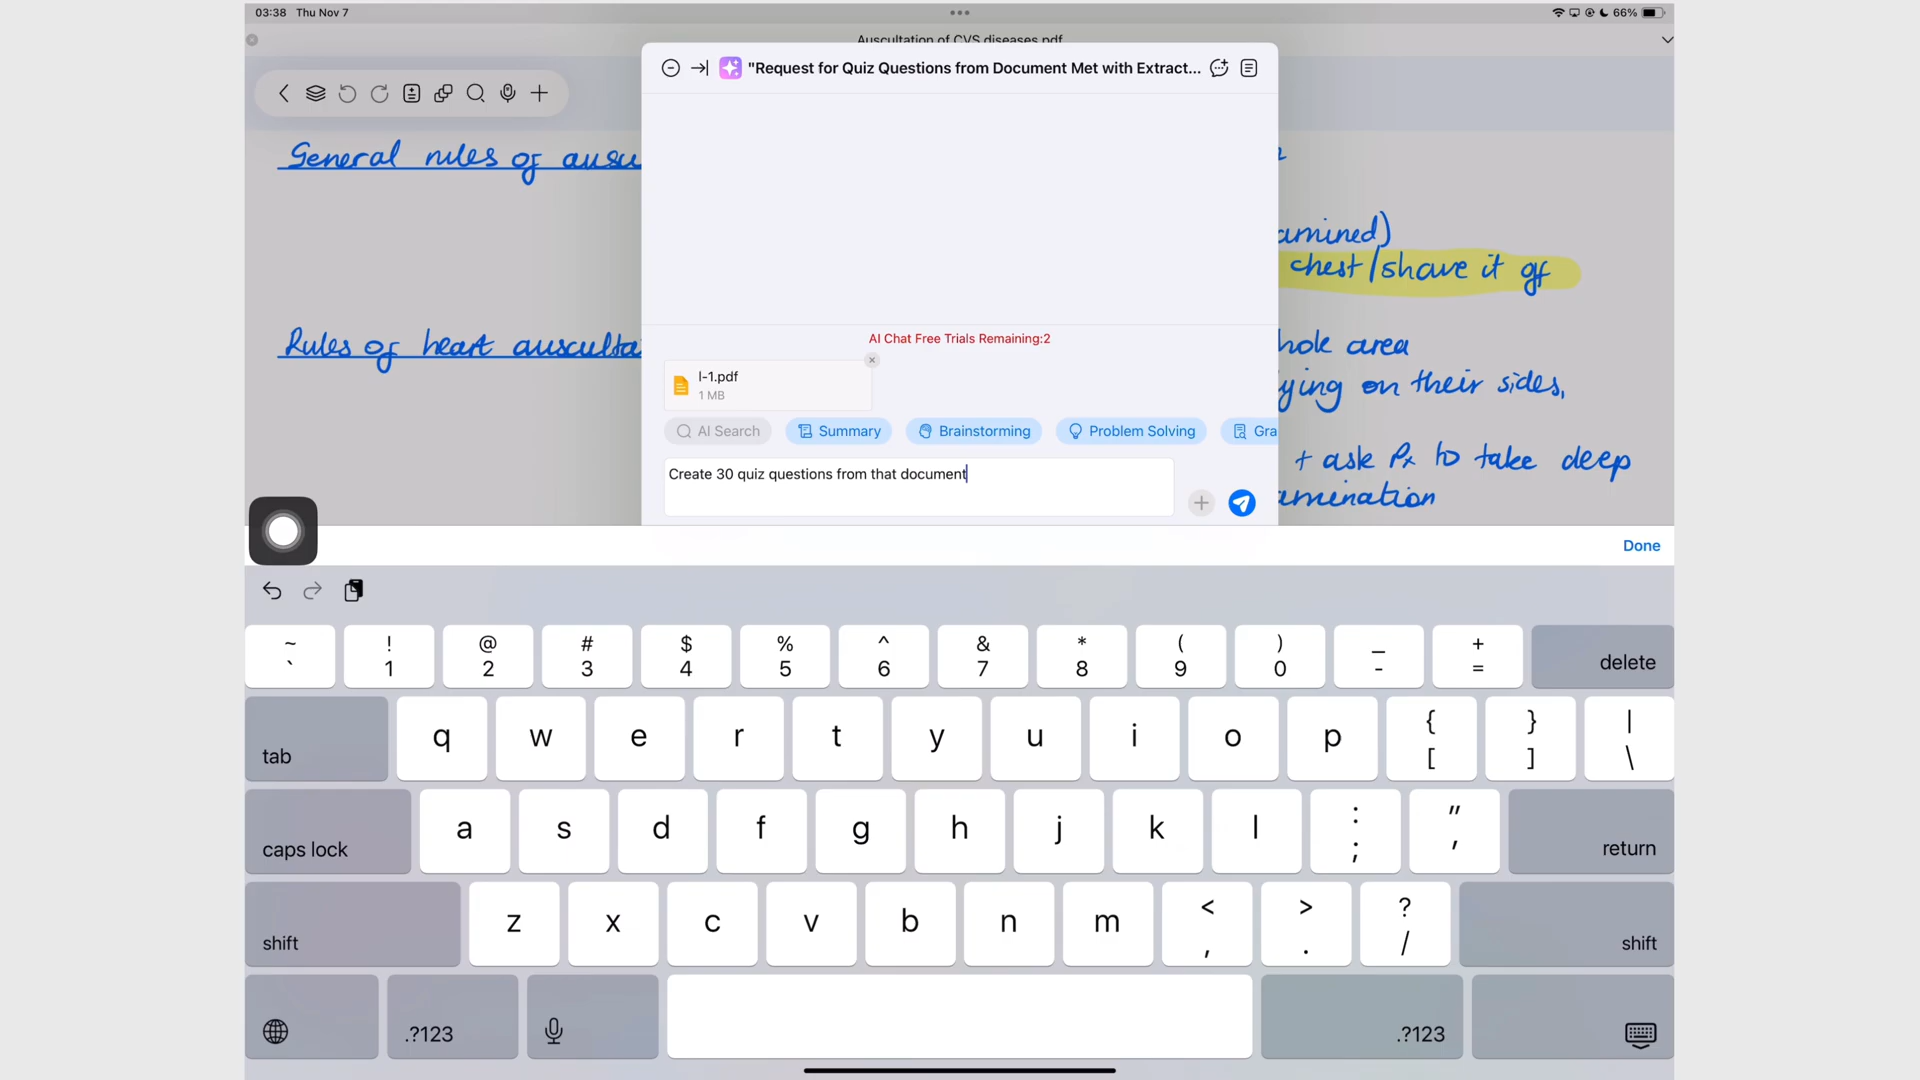 03:38 Thu Nov 7
66%
Auscultation of CVS diseases.pdf
"Request for Quiz Questions from Document Met with Extract...
General rules of auscu
amined)
chest/shave it off
Rules of heart ausculta
hole area
ying on their sides,
+ ask Px to take deep
amination
AI Chat Free Trials Remaining:2
l-1.pdf
1 MB
AI Search Summary Brainstorming Problem Solving Gra
Create 30 quiz questions from that document
Done
~ ! @ # $ % ^ & * ( ) _ +
` 1 2 3 4 5 6 7 8 9 0 - = delete
tab q w e r t y u i o p { [ } ] | \
caps lock a s d f g h j k l : ; " ' return
shift z x c v b n m < , > . ? / shift
.?123 .?123